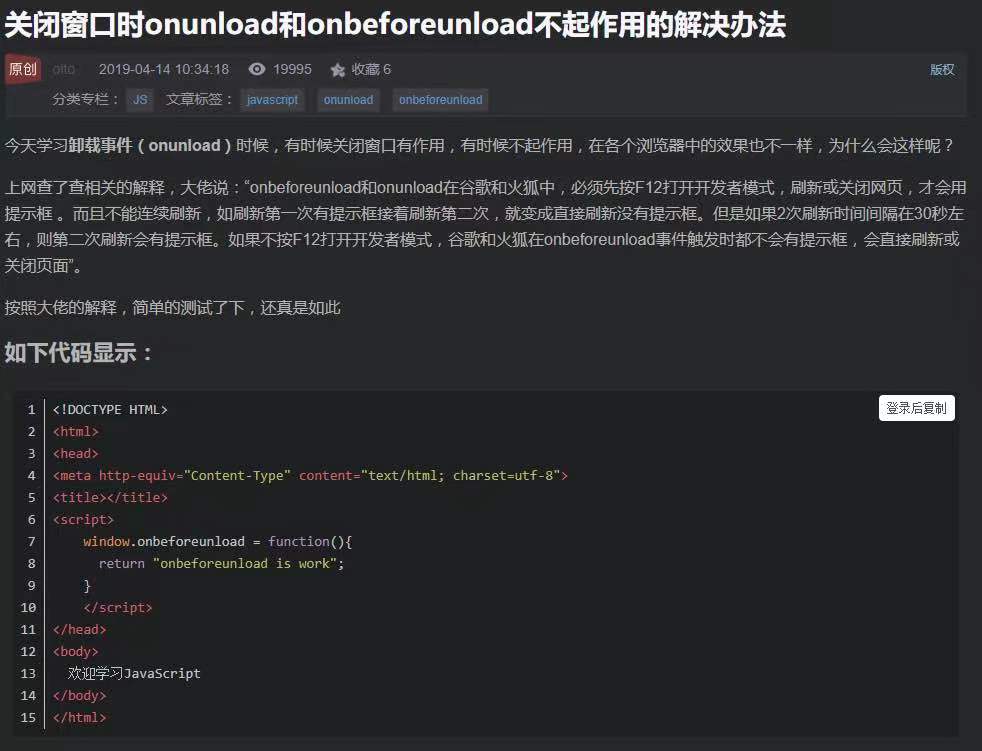 关闭窗口时onunload和onbeforeunload不起作用的解决办法
原创 oito 2019-04-14 10:34:18 19995 收藏 6 版权
分类专栏： JS 文章标签： javascript onunload onbeforeunload
今天学习卸载事件（onunload）时候，有时候关闭窗口有作用，有时候不起作用，在各个浏览器中的效果也不一样，为什么会这样呢？
上网查了查相关的解释，大佬说：“onbeforeunload和onunload在谷歌和火狐中，必须先按F12打开开发者模式，刷新或关闭网页，才会用
提示框 。而且不能连续刷新，如刷新第一次有提示框接着刷新第二次，就变成直接刷新没有提示框。但是如果2次刷新时间间隔在30秒左
右，则第二次刷新会有提示框。如果不按F12打开开发者模式，谷歌和火狐在onbeforeunload事件触发时都不会有提示框，会直接刷新或
关闭页面”。
按照大佬的解释，简单的测试了下，还真是如此
如下代码显示：
登录后复制
1 <!DOCTYPE HTML>
2 <html>
3 <head>
4 <meta http-equiv="Content-Type" content="text/html; charset=utf-8">
5 <title></title>
6 <script>
7 window.onbeforeunload = function(){
8 return "onbeforeunload is work";
9 }
10 </script>
11 </head>
12 <body>
13 欢迎学习JavaScript
14 </body>
15 </html>